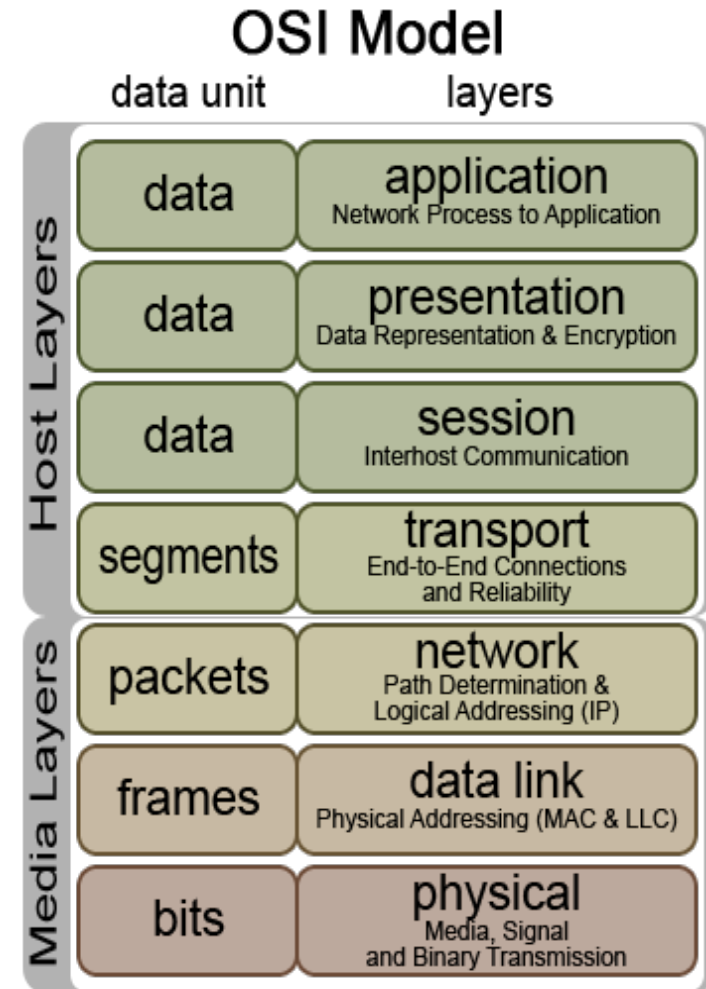 OSI Model
data unit layers
Host Layers
data application
Network Process to Application
data presentation
Data Representation & Encryption
data session
Interhost Communication
segments transport
End-to-End Connections
and Reliability
Media Layers
packets network
Path Determination &
Logical Addressing (IP)
frames data link
Physical Addressing (MAC & LLC)
bits physical
Media, Signal
and Binary Transmission